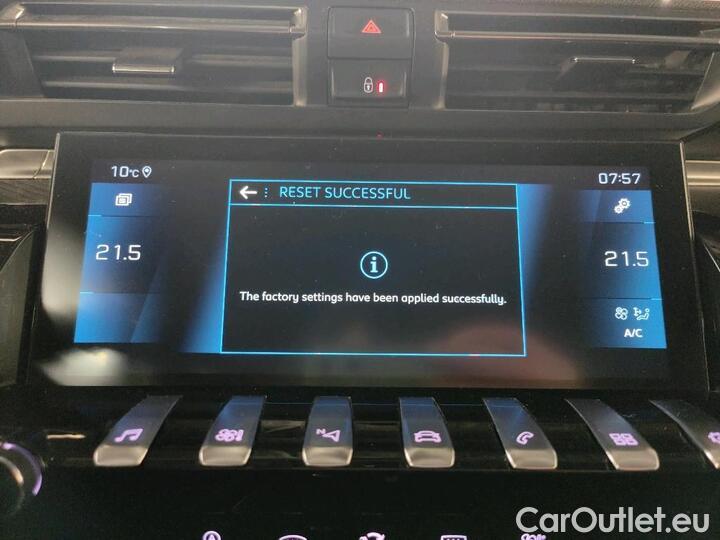 10°C
07:57
RESET SUCCESSFUL
21.5
21.5
The factory settings have been applied successfully.
A/C
N
CarOutlet.eu